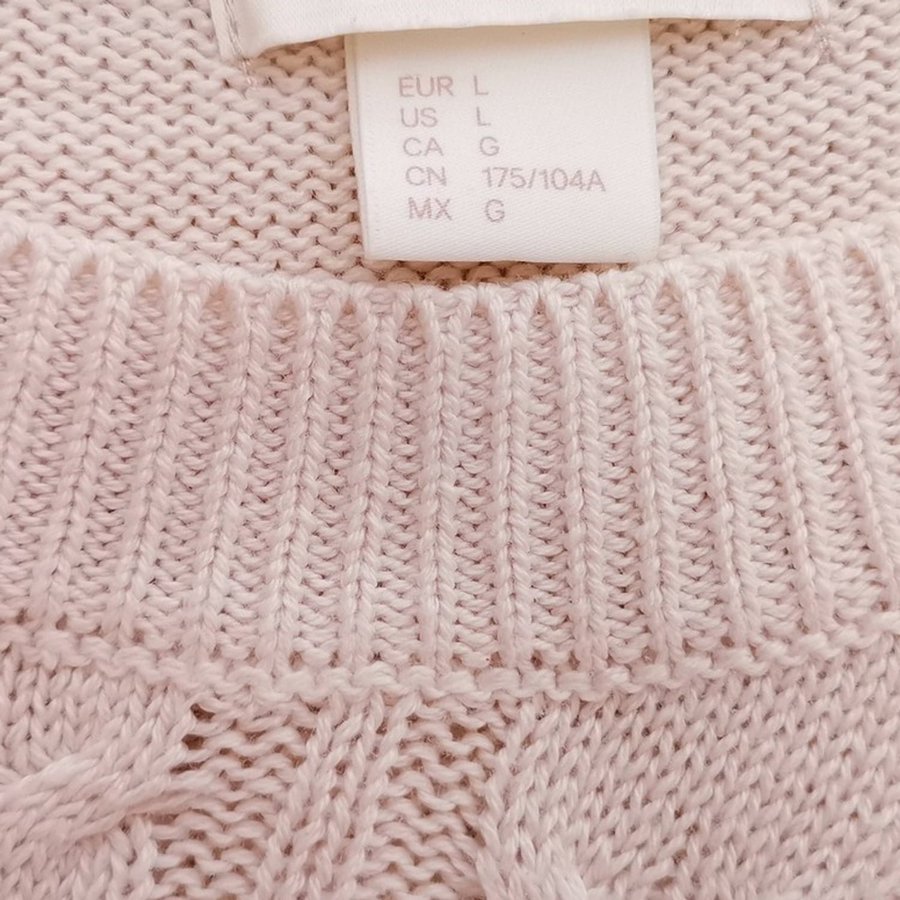 EUR L
US L
CA G
CN 175/104A
MX G